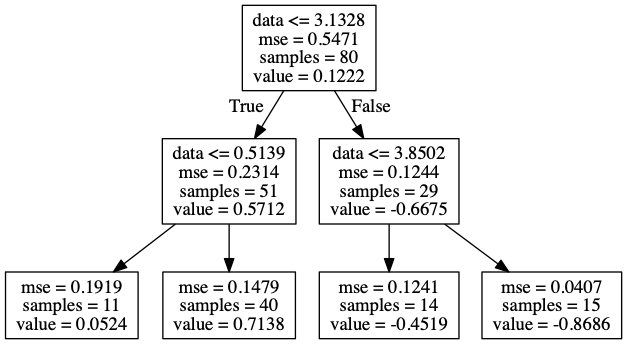 data <= 3.1328
mse = 0.5471
samples = 80
value = 0.1222
True
False
data <= 0.5139
mse = 0.2314
samples = 51
value = 0.5712
data <= 3.8502
mse = 0.1244
samples = 29
value = -0.6675
mse = 0.1919
samples = 11
value = 0.0524
mse = 0.1479
samples = 40
value = 0.7138
mse = 0.1241
samples = 14
value = -0.4519
mse = 0.0407
samples = 15
value = -0.8686